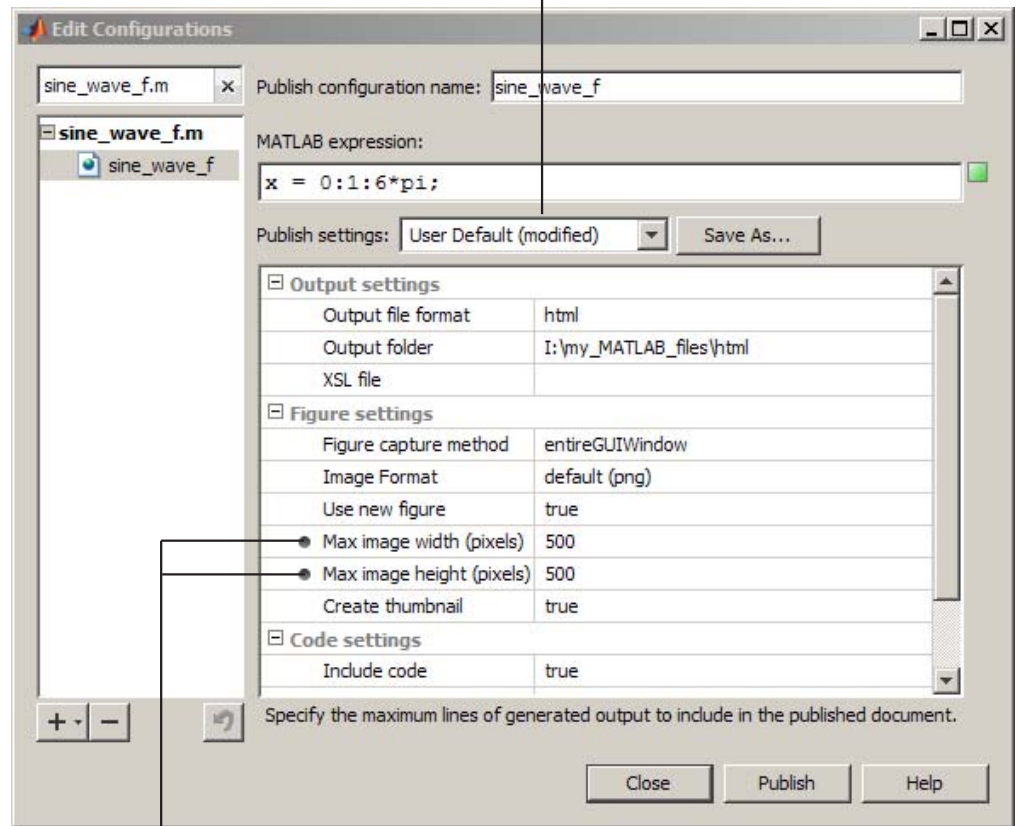 Edit Configurations
sine_wave_f.m
Publish configuration name: sine_wave_f
sine_wave_f.m
sine_wave_f
MATLAB expression:
x = 0:1:6*pi;
Publish settings: User Default (modified) Save As...
Output settings
Output file format html
Output folder I:\my_MATLAB_files\html
XSL file
Figure settings
Figure capture method entireGUIWindow
Image Format default (png)
Use new figure true
Max image width (pixels) 500
Max image height (pixels) 500
Create thumbnail true
Code settings
Include code true
Specify the maximum lines of generated output to include in the published document.
Close Publish Help